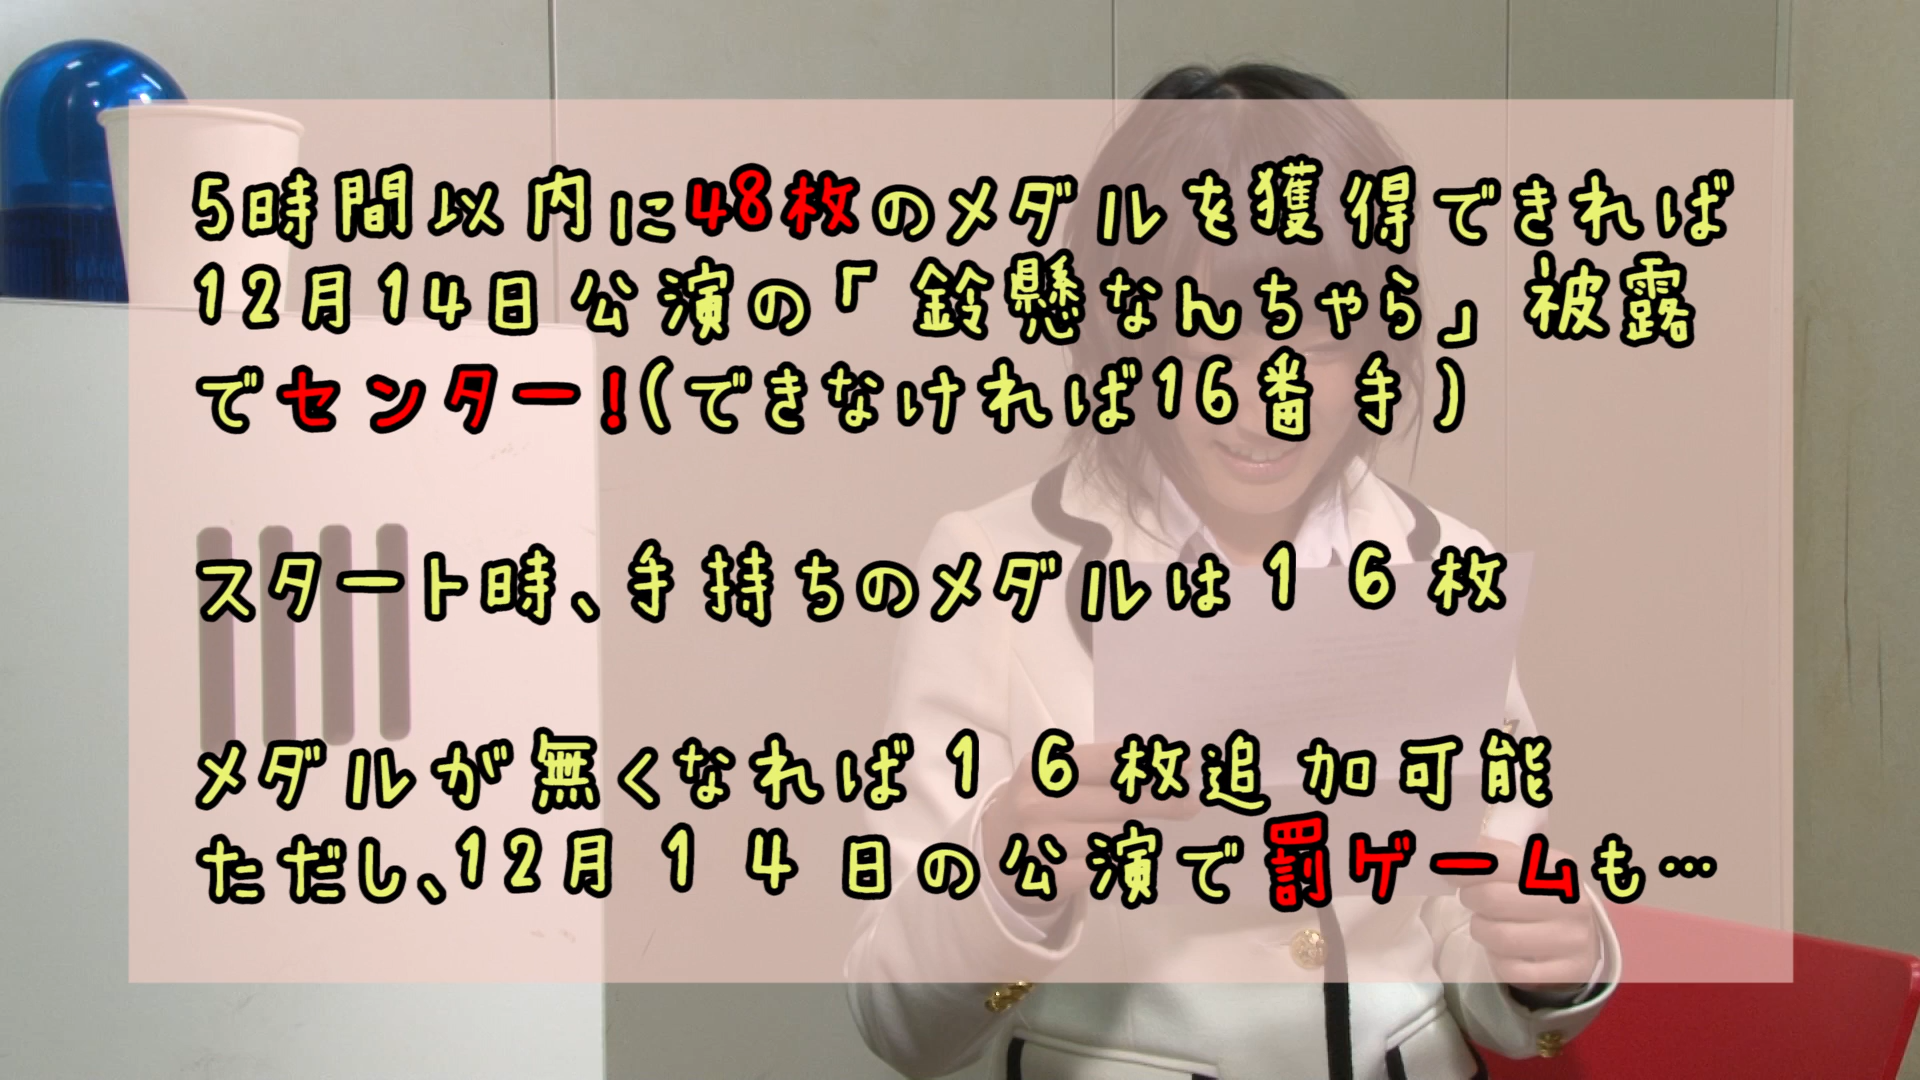 5時間以内に48枚のメダルを獲得できれば
12月14日公演の「鈴懸なんちゃら」被露
でセンター!(できなければ16番手)
スタート時、手持ちのメダルは１６枚
メダルが無くなれば１６枚追加可能
ただし、12月１４日の公演で罰ゲームも…